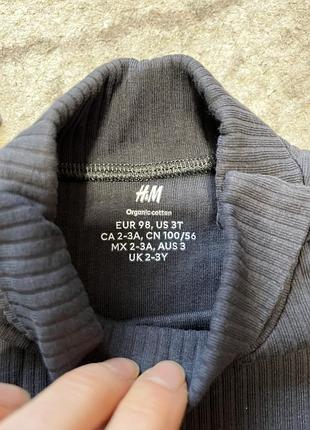 H&M
Organic cotton
EUR 98, US 3T
CA 2-3A, CN 100/56
MX 2-3A, AUS 3
UK 2-3Y